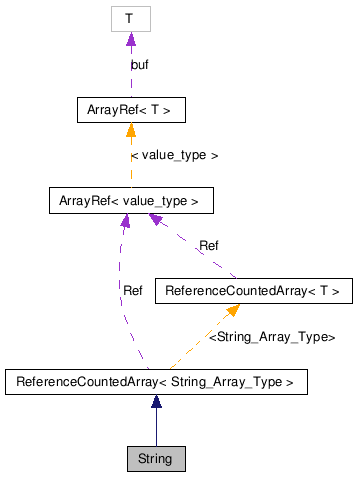 T
buf
ArrayRef< T >
< value_type >
ArrayRef< value_type >
Ref
Ref
ReferenceCountedArray< T >
<String_Array_Type>
ReferenceCountedArray< String_Array_Type >
String